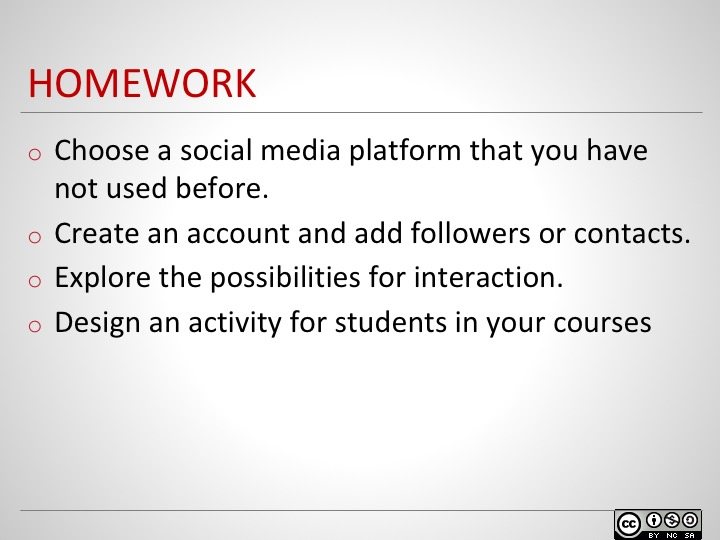 HOMEWORK
o Choose a social media platform that you have
not used before.
o Create an account and add followers or contacts.
o Explore the possibilities for interaction.
o Design an activity for students in your courses
cc
BY NC SA